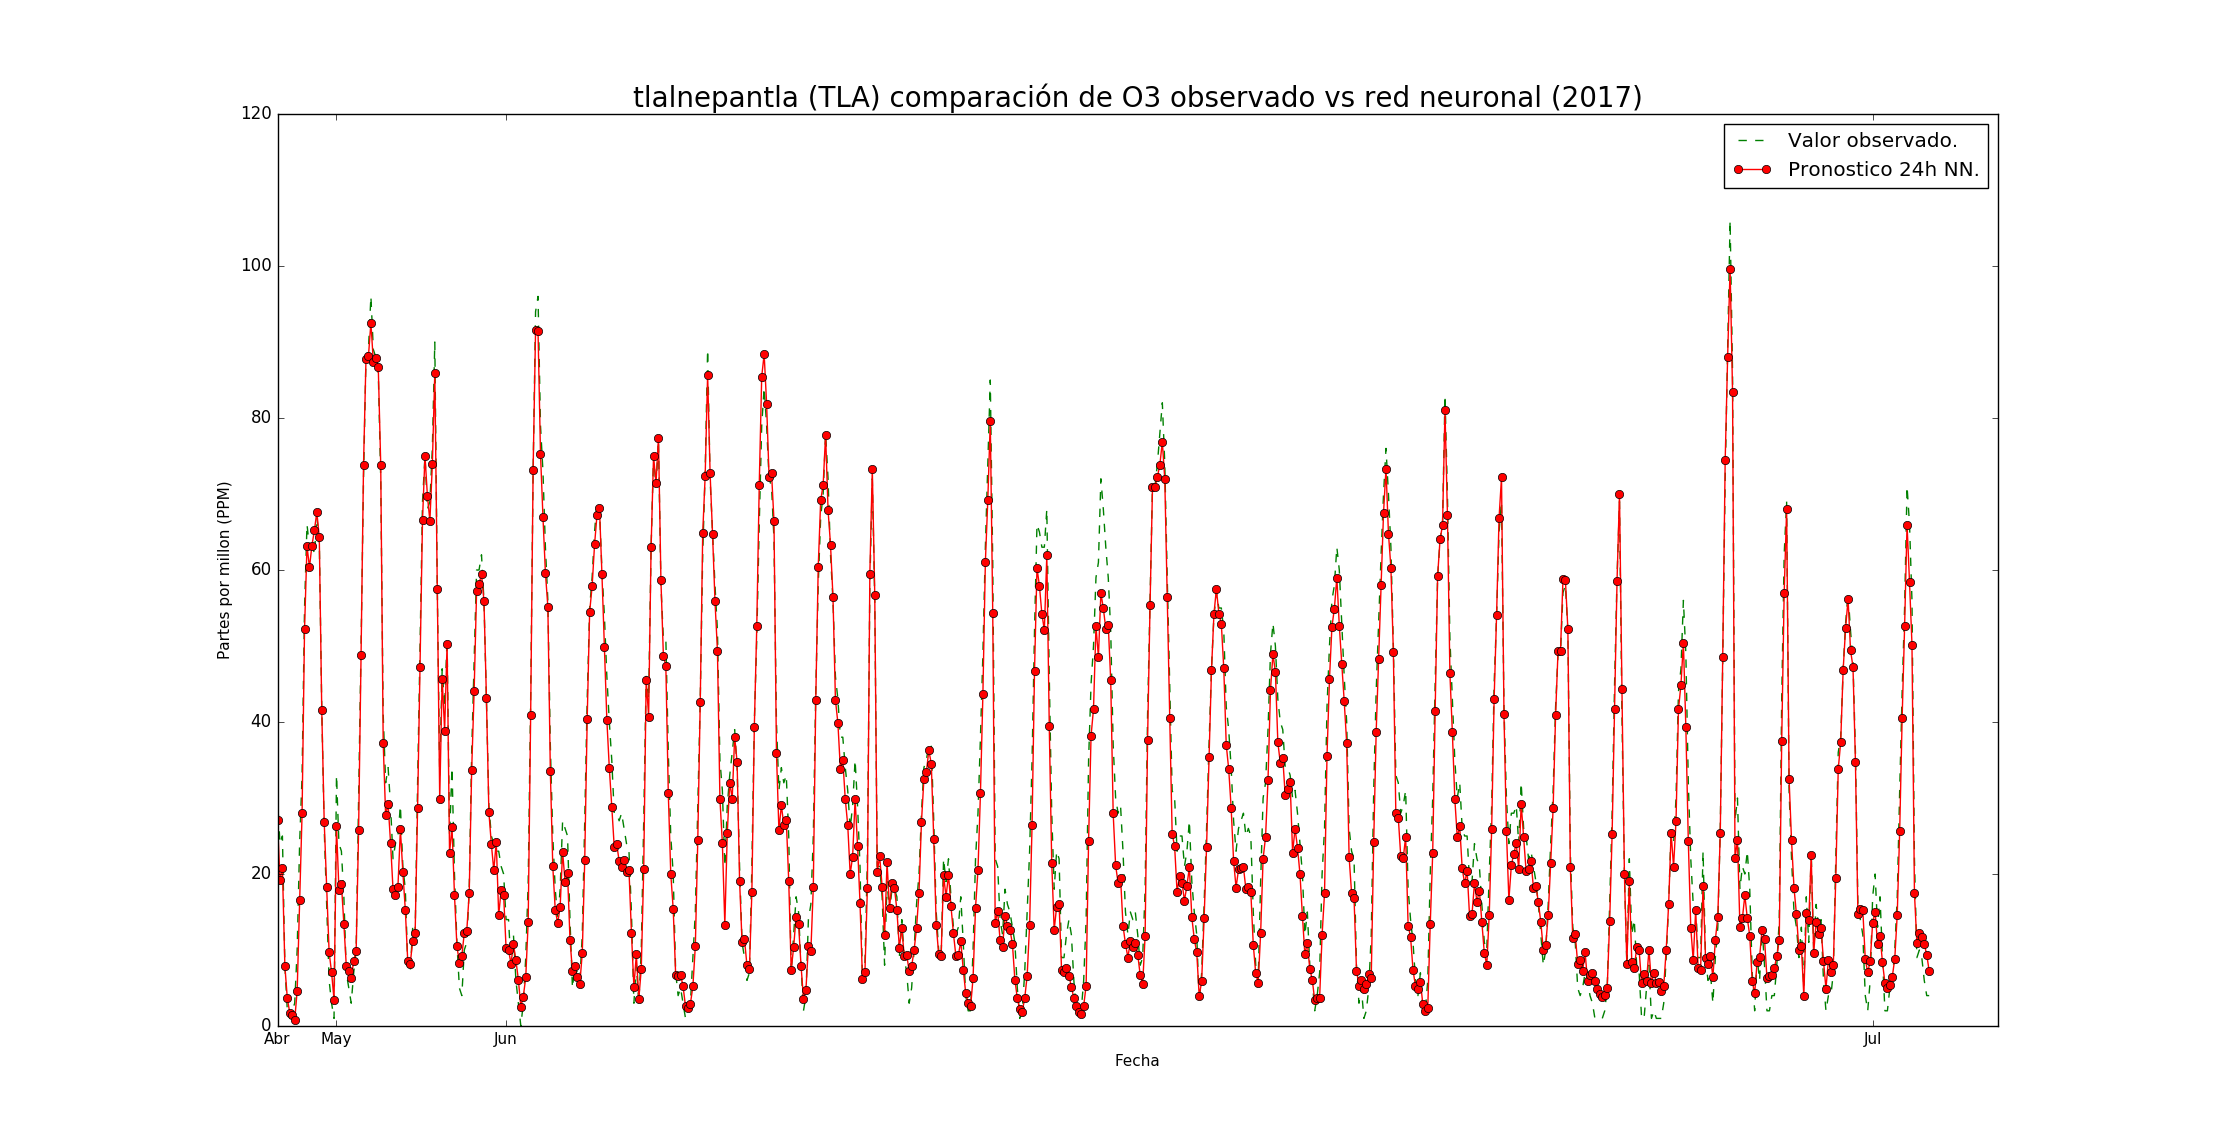 tlalnepantla (TLA) comparación de O3 observado vs red neuronal (2017)
120
100
80
60
40
20
0
Partes por millon (PPM)
Valor observado.
Pronostico 24h NN.
Abr May Jun Jul
Fecha